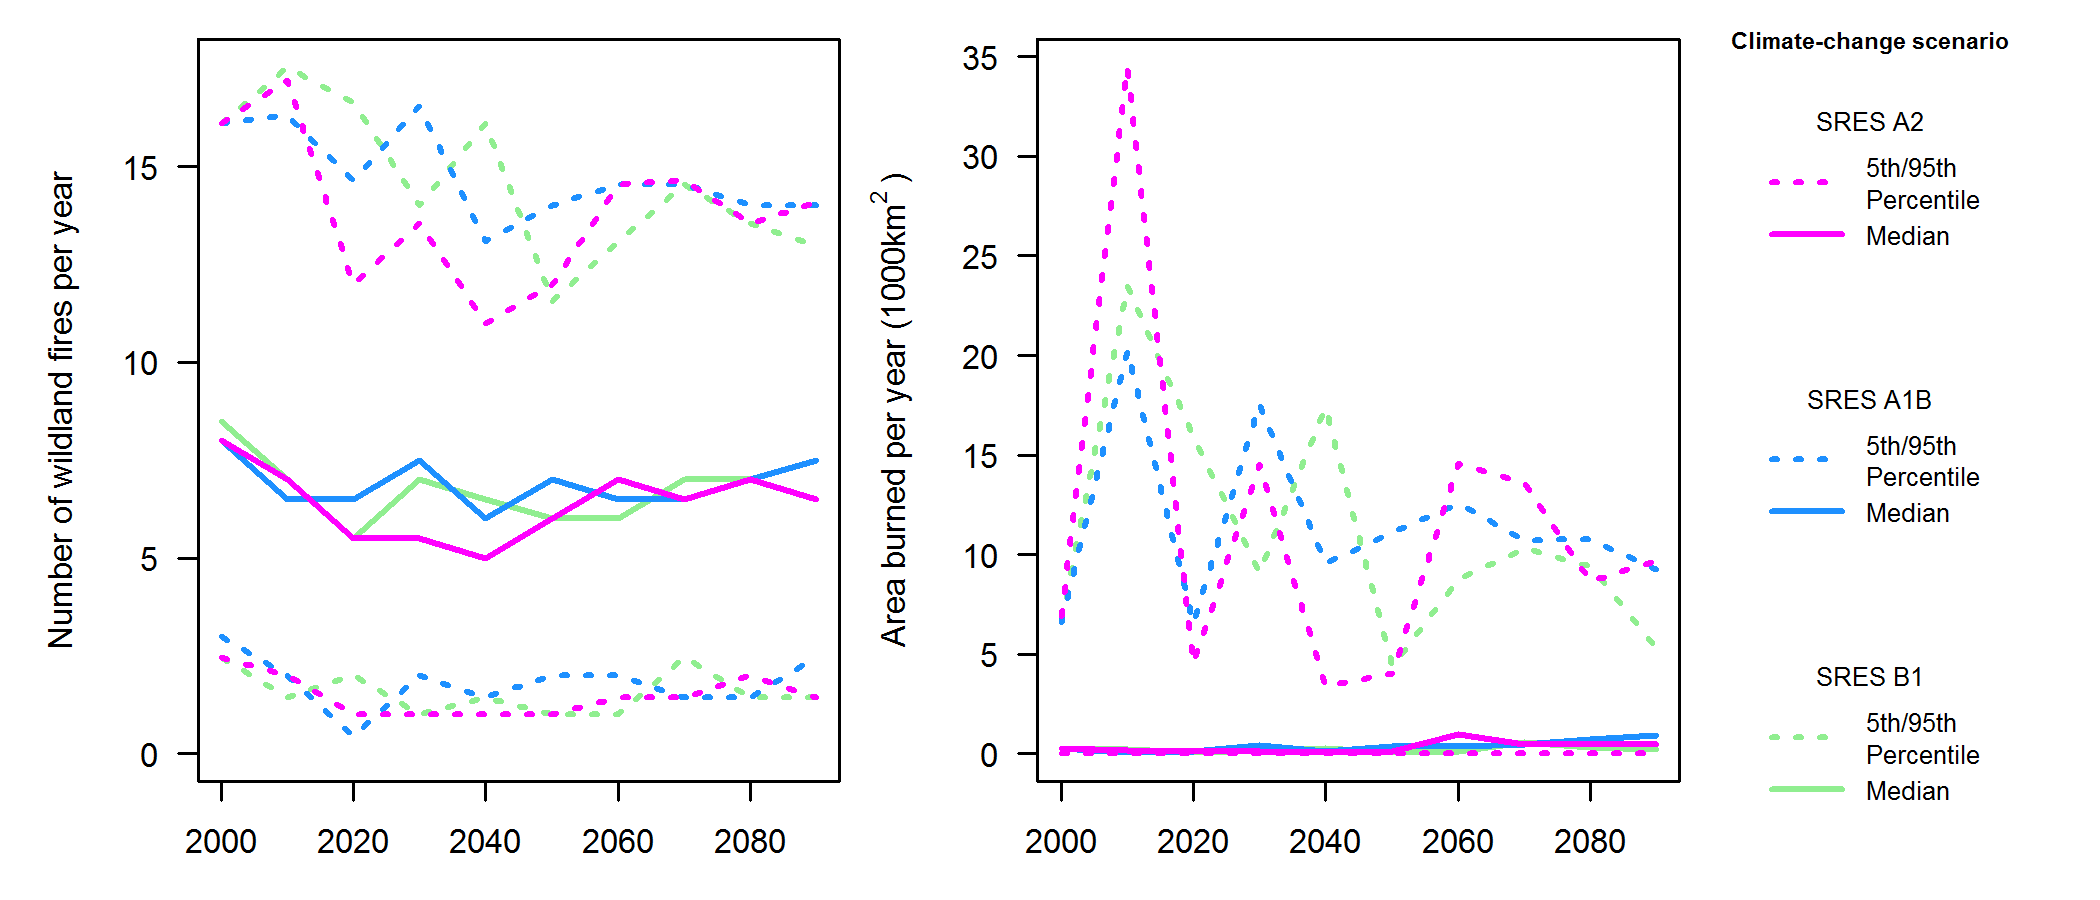 Number of wildland fires per year
15
10
5
0
2000 2020 2040 2060 2080
Area burned per year (1000km²)
35
30
25
20
15
10
5
0
2000 2020 2040 2060 2080
Climate-change scenario
SRES A2
5th/95th
Percentile
Median
SRES A1B
5th/95th
Percentile
Median
SRES B1
5th/95th
Percentile
Median